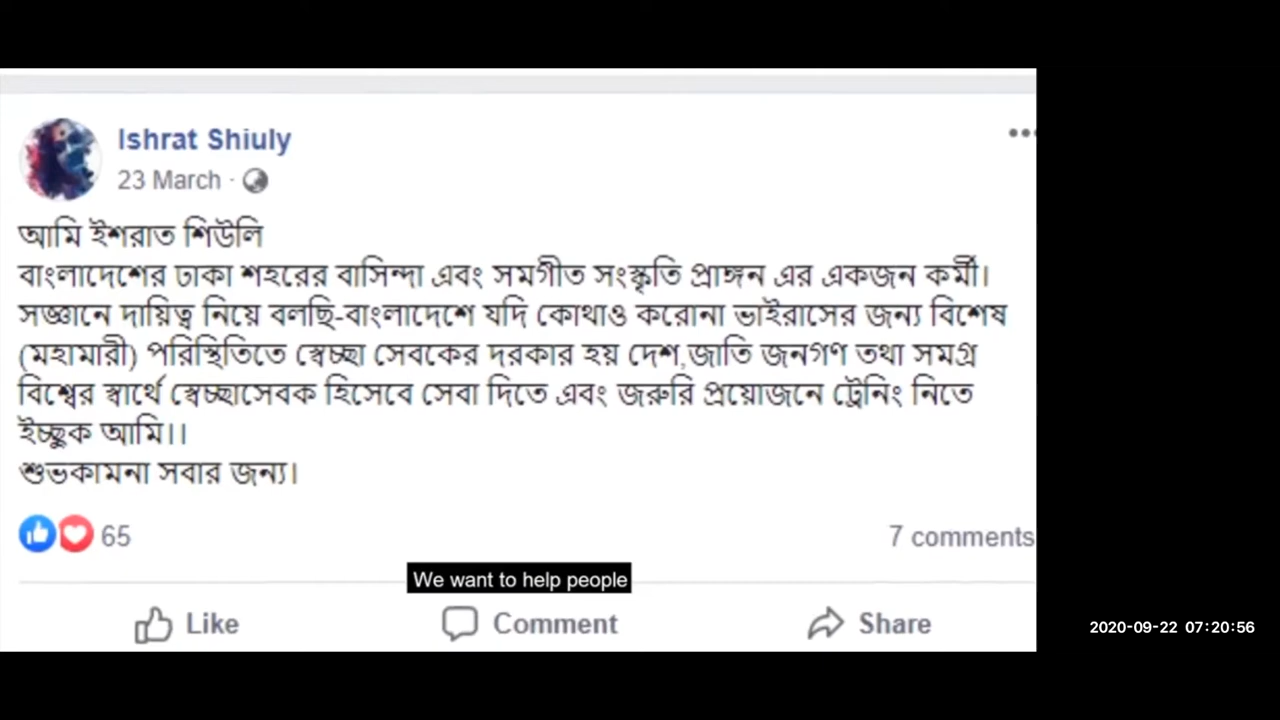 Ishrat Shiuly
23 March ·
আমি ইশরাত শিউলি
বাংলাদেশের ঢাকা শহরের বাসিন্দা এবং সমগীত সংস্কৃতি প্রাঙ্গন এর একজন কর্মী।
সজ্ঞানে দায়িত্ব নিয়ে বলছি-বাংলাদেশে যদি কোথাও করোনা ভাইরাসের জন্য বিশেষ
(মহামারী) পরিস্থিতিতে স্বেচ্ছা সেবকের দরকার হয় দেশ,জাতি জনগণ তথা সমগ্র
বিশ্বের স্বার্থে স্বেচ্ছাসেবক হিসেবে সেবা দিতে এবং জরুরি প্রয়োজনে ট্রেনিং নিতে
ইচ্ছুক আমি।।
শুভকামনা সবার জন্য।
65 7 comments
We want to help people
Like Comment Share
2020-09-22 07:20:56